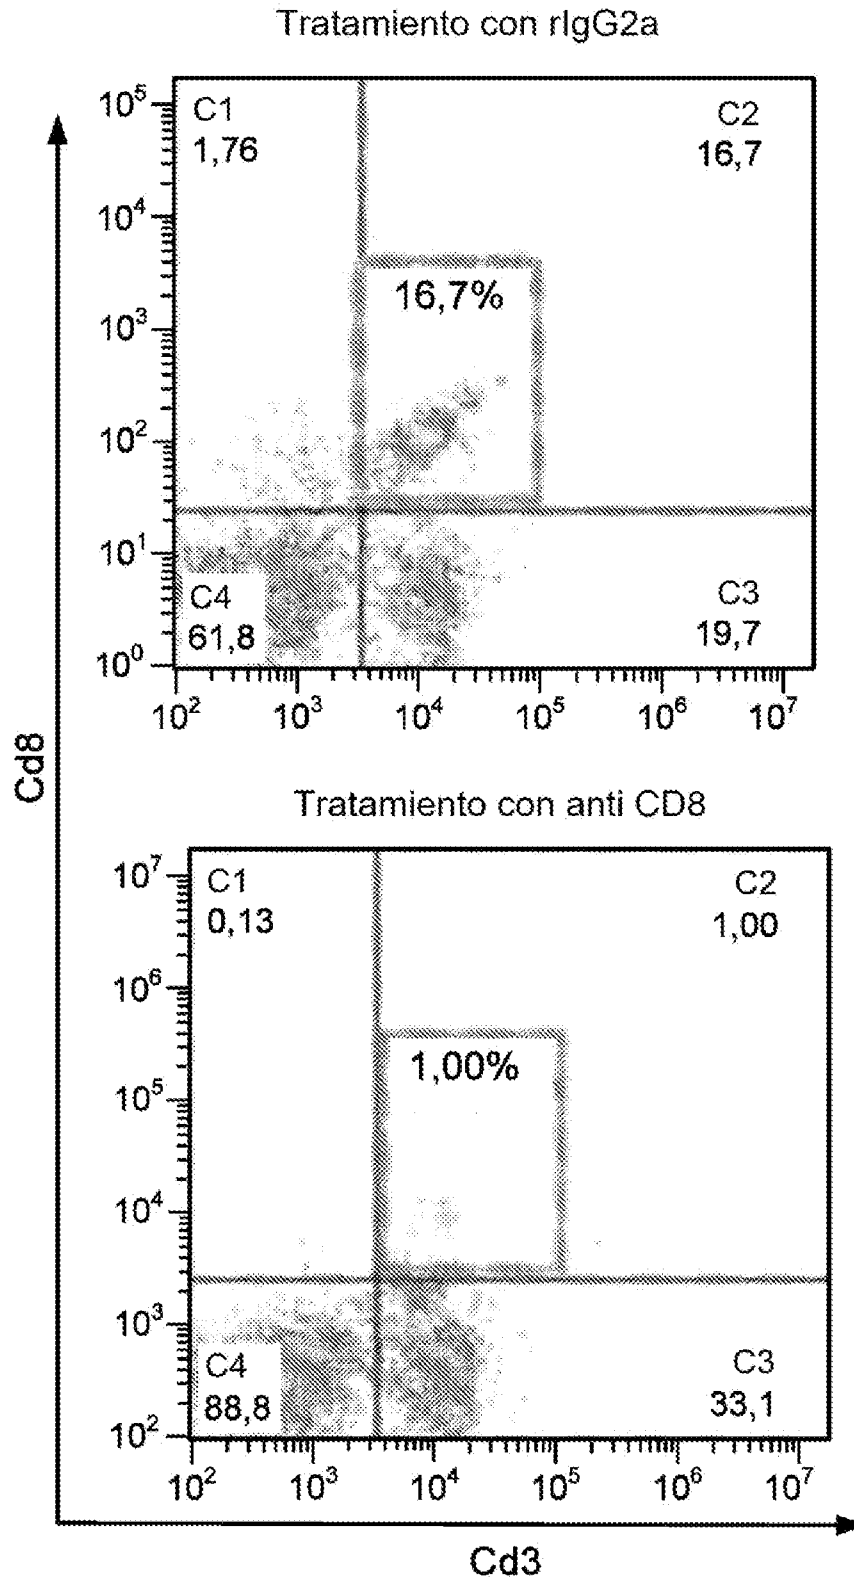 Tratamiento con rIgG2a
10⁵
C1
1,76
C2
16,7
10⁴
16,7%
10³
10²
10¹
C4
61,8
C3
19,7
10⁰
10² 10³ 10⁴ 10⁵ 10⁶ 10⁷
Cd8
Tratamiento con anti CD8
10⁷
C1
0,13
C2
1,00
10⁶
1,00%
10⁵
10⁴
10³
C4
88,8
C3
33,1
10²
10² 10³ 10⁴ 10⁵ 10⁶ 10⁷
Cd3